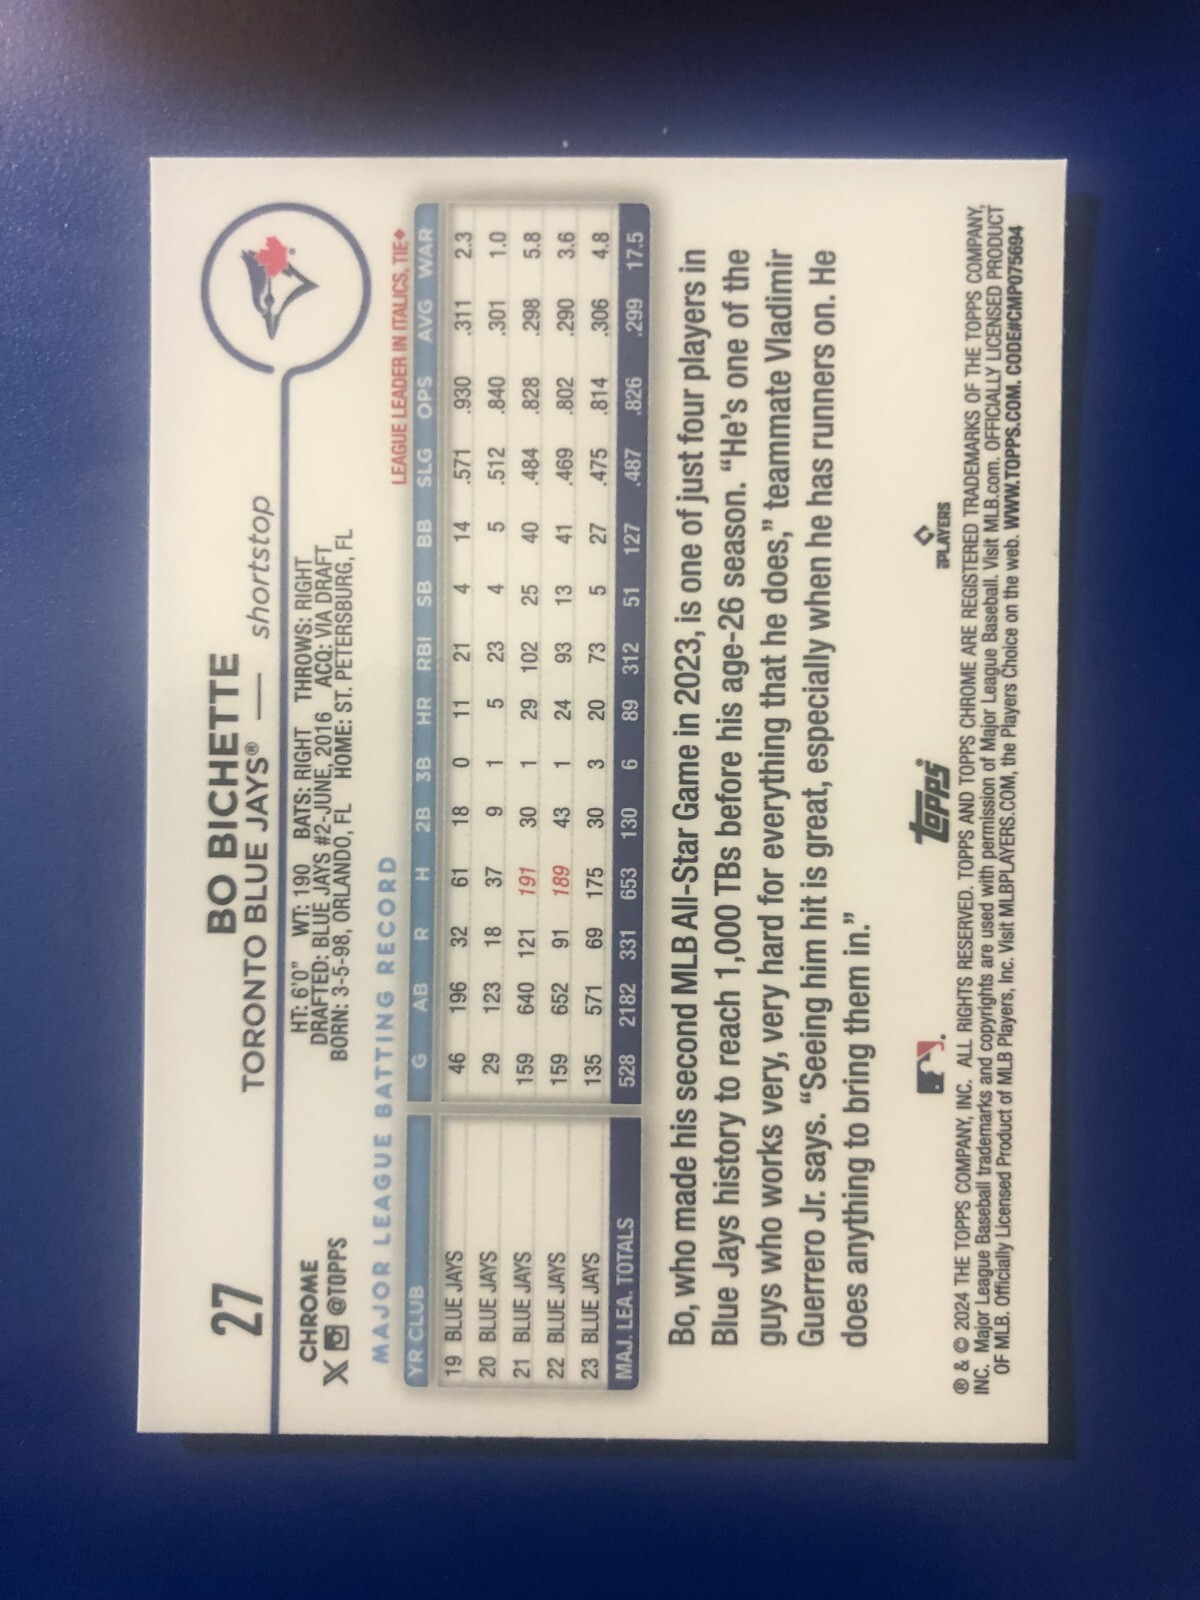 27
BO BICHETTE
TORONTO BLUE JAYS® — shortstop
CHROME
X @TOPPS
HT: 6'0" WT: 190 BATS: RIGHT THROWS: RIGHT
DRAFTED: BLUE JAYS #2-JUNE, 2016 ACQ: VIA DRAFT
BORN: 3-5-98, ORLANDO, FL HOME: ST. PETERSBURG, FL
MAJOR LEAGUE BATTING RECORD
LEAGUE LEADER IN ITALICS, TIE♦
YR CLUB G AB R H 2B 3B HR RBI SB BB SLG OPS AVG WAR
19 BLUE JAYS 46 196 32 61 18 0 11 21 4 14 .571 .930 .311 2.3
20 BLUE JAYS 29 123 18 37 9 1 5 23 4 5 .512 .840 .301 1.0
21 BLUE JAYS 159 640 121 191 30 1 29 102 25 40 .484 .828 .298 5.8
22 BLUE JAYS 159 652 91 189 43 1 24 93 13 41 .469 .802 .290 3.6
23 BLUE JAYS 135 571 69 175 30 3 20 73 5 27 .475 .814 .306 4.8
MAJ. LEA. TOTALS 528 2182 331 653 130 6 89 312 51 127 .487 .826 .299 17.5
Bo, who made his second MLB All-Star Game in 2023, is one of just four players in
Blue Jays history to reach 1,000 TBs before his age-26 season. “He’s one of the
guys who works very, very hard for everything that he does,” teammate Vladimir
Guerrero Jr. says. “Seeing him hit is great, especially when he has runners on. He
does anything to bring them in.”
topps
PLAYERS
® & © 2024 THE TOPPS COMPANY, INC. ALL RIGHTS RESERVED. TOPPS AND TOPPS CHROME ARE REGISTERED TRADEMARKS OF THE TOPPS COMPANY,
INC. Major League Baseball trademarks and copyrights are used with permission of Major League Baseball. Visit MLB.com. OFFICIALLY LICENSED PRODUCT
OF MLB. Officially Licensed Product of MLB Players, Inc. Visit MLBPLAYERS.COM, the Players Choice on the web. WWW.TOPPS.COM. CODE#CMP075694